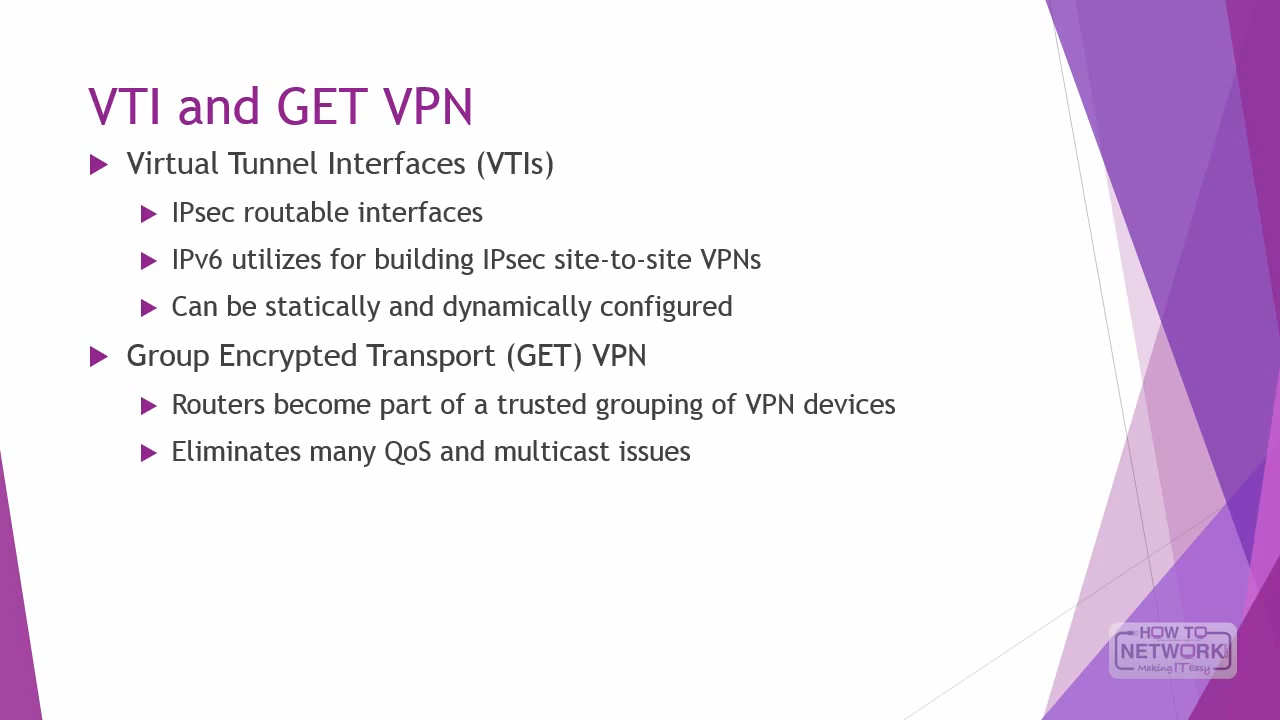 VTI and GET VPN
Virtual Tunnel Interfaces (VTIs)
IPsec routable interfaces
IPv6 utilizes for building IPsec site-to-site VPNs
Can be statically and dynamically configured
Group Encrypted Transport (GET) VPN
Routers become part of a trusted grouping of VPN devices
Eliminates many QoS and multicast issues
HOW TO
NETWORK
Making IT Easy